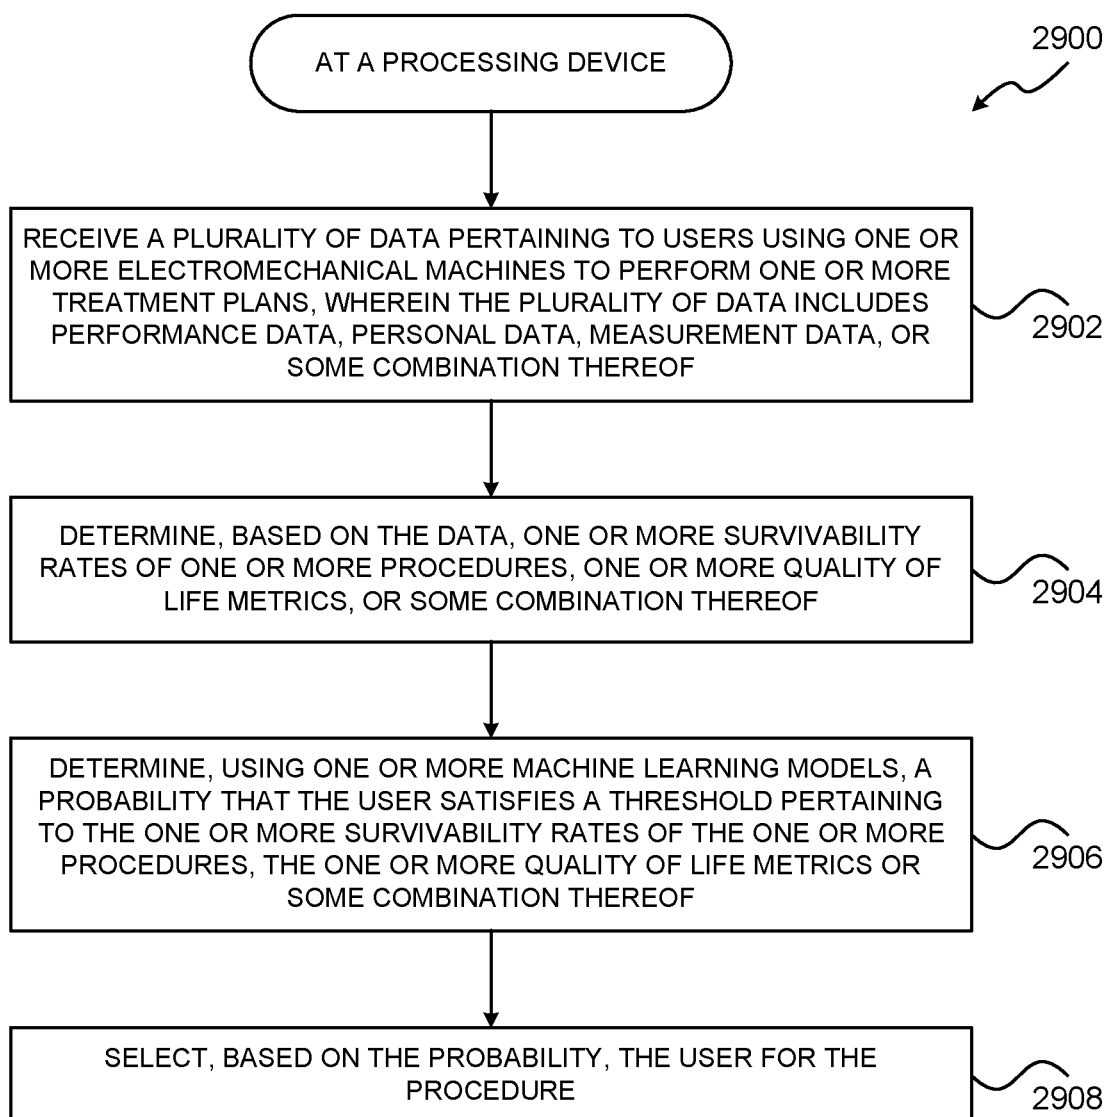 AT A PROCESSING DEVICE
2900
RECEIVE A PLURALITY OF DATA PERTAINING TO USERS USING ONE OR
MORE ELECTROMECHANICAL MACHINES TO PERFORM ONE OR MORE
TREATMENT PLANS, WHEREIN THE PLURALITY OF DATA INCLUDES
PERFORMANCE DATA, PERSONAL DATA, MEASUREMENT DATA, OR
SOME COMBINATION THEREOF
2902
DETERMINE, BASED ON THE DATA, ONE OR MORE SURVIVABILITY
RATES OF ONE OR MORE PROCEDURES, ONE OR MORE QUALITY OF
LIFE METRICS, OR SOME COMBINATION THEREOF
2904
DETERMINE, USING ONE OR MORE MACHINE LEARNING MODELS, A
PROBABILITY THAT THE USER SATISFIES A THRESHOLD PERTAINING
TO THE ONE OR MORE SURVIVABILITY RATES OF THE ONE OR MORE
PROCEDURES, THE ONE OR MORE QUALITY OF LIFE METRICS OR
SOME COMBINATION THEREOF
2906
SELECT, BASED ON THE PROBABILITY, THE USER FOR THE
PROCEDURE
2908